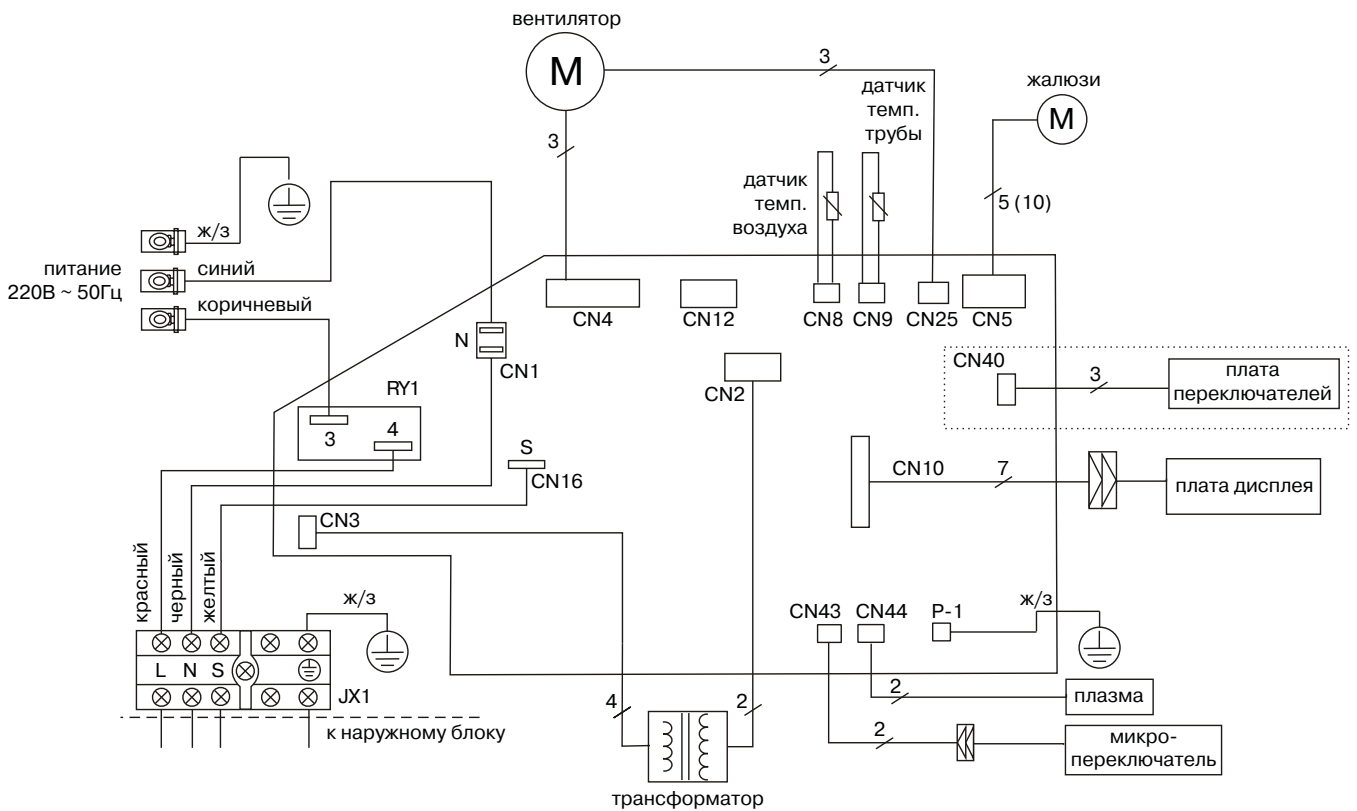 вентилятор
M
3
3
датчик
темп.
трубы
жалюзи
M
5 (10)
датчик
темп.
воздуха
ж/з
питание
220В ~ 50Гц
синий
коричневый
N
CN1
CN4
CN12
CN8
CN9
CN25
CN5
CN2
CN40
3
плата
переключателей
RY1
3
4
S
CN16
CN10
7
плата дисплея
CN3
красный
черный
желтый
ж/з
L
N
S
JX1
к наружному блоку
CN43
CN44
P-1
ж/з
4
2
2
плазма
2
микро-
переключатель
трансформатор